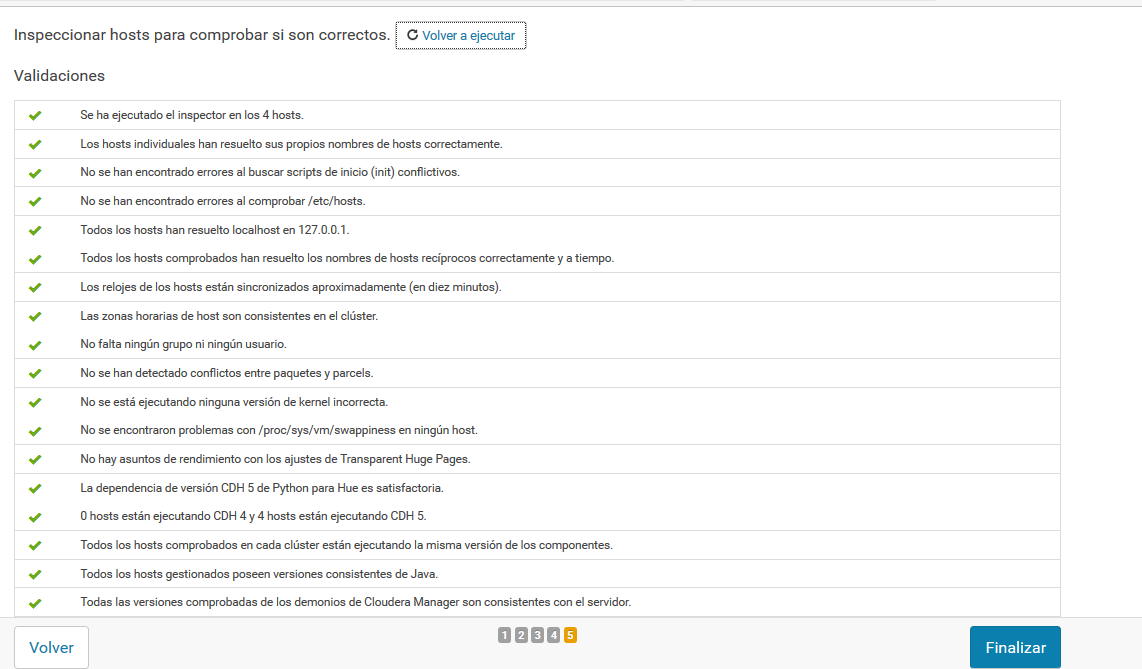 Inspeccionar hosts para comprobar si son correctos. Volver a ejecutar
Validaciones
Se ha ejecutado el inspector en los 4 hosts.
Los hosts individuales han resuelto sus propios nombres de hosts correctamente.
No se han encontrado errores al buscar scripts de inicio (init) conflictivos.
No se han encontrado errores al comprobar /etc/hosts.
Todos los hosts han resuelto localhost en 127.0.0.1.
Todos los hosts comprobados han resuelto los nombres de hosts recíprocos correctamente y a tiempo.
Los relojes de los hosts están sincronizados aproximadamente (en diez minutos).
Las zonas horarias de host son consistentes en el clúster.
No falta ningún grupo ni ningún usuario.
No se han detectado conflictos entre paquetes y parcels.
No se está ejecutando ninguna versión de kernel incorrecta.
No se encontraron problemas con /proc/sys/vm/swappiness en ningún host.
No hay asuntos de rendimiento con los ajustes de Transparent Huge Pages.
La dependencia de versión CDH 5 de Python para Hue es satisfactoria.
0 hosts están ejecutando CDH 4 y 4 hosts están ejecutando CDH 5.
Todos los hosts comprobados en cada clúster están ejecutando la misma versión de los componentes.
Todos los hosts gestionados poseen versiones consistentes de Java.
Todas las versiones comprobadas de los demonios de Cloudera Manager son consistentes con el servidor.
Volver 1 2 3 4 5 Finalizar